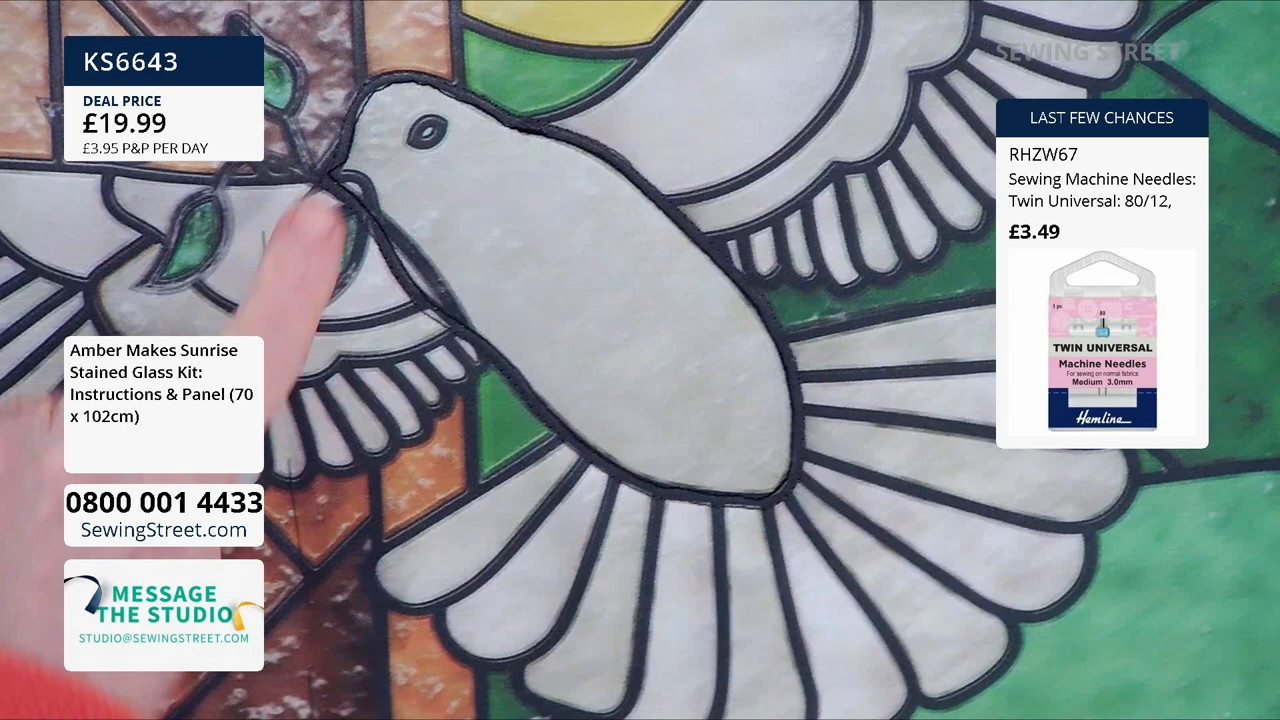 KS6643
DEAL PRICE
£19.99
£3.95 P&P PER DAY
Amber Makes Sunrise
Stained Glass Kit:
Instructions & Panel (70
x 102cm)
0800 001 4433
SewingStreet.com
MESSAGE
THE STUDIO
STUDIO@SEWINGSTREET.COM
SEWING STREET
LAST FEW CHANCES
RHZW67
Sewing Machine Needles:
Twin Universal: 80/12,
£3.49
1 pc
80
TWIN UNIVERSAL
Machine Needles
For sewing on normal fabrics
Medium 3.0mm
Hemline